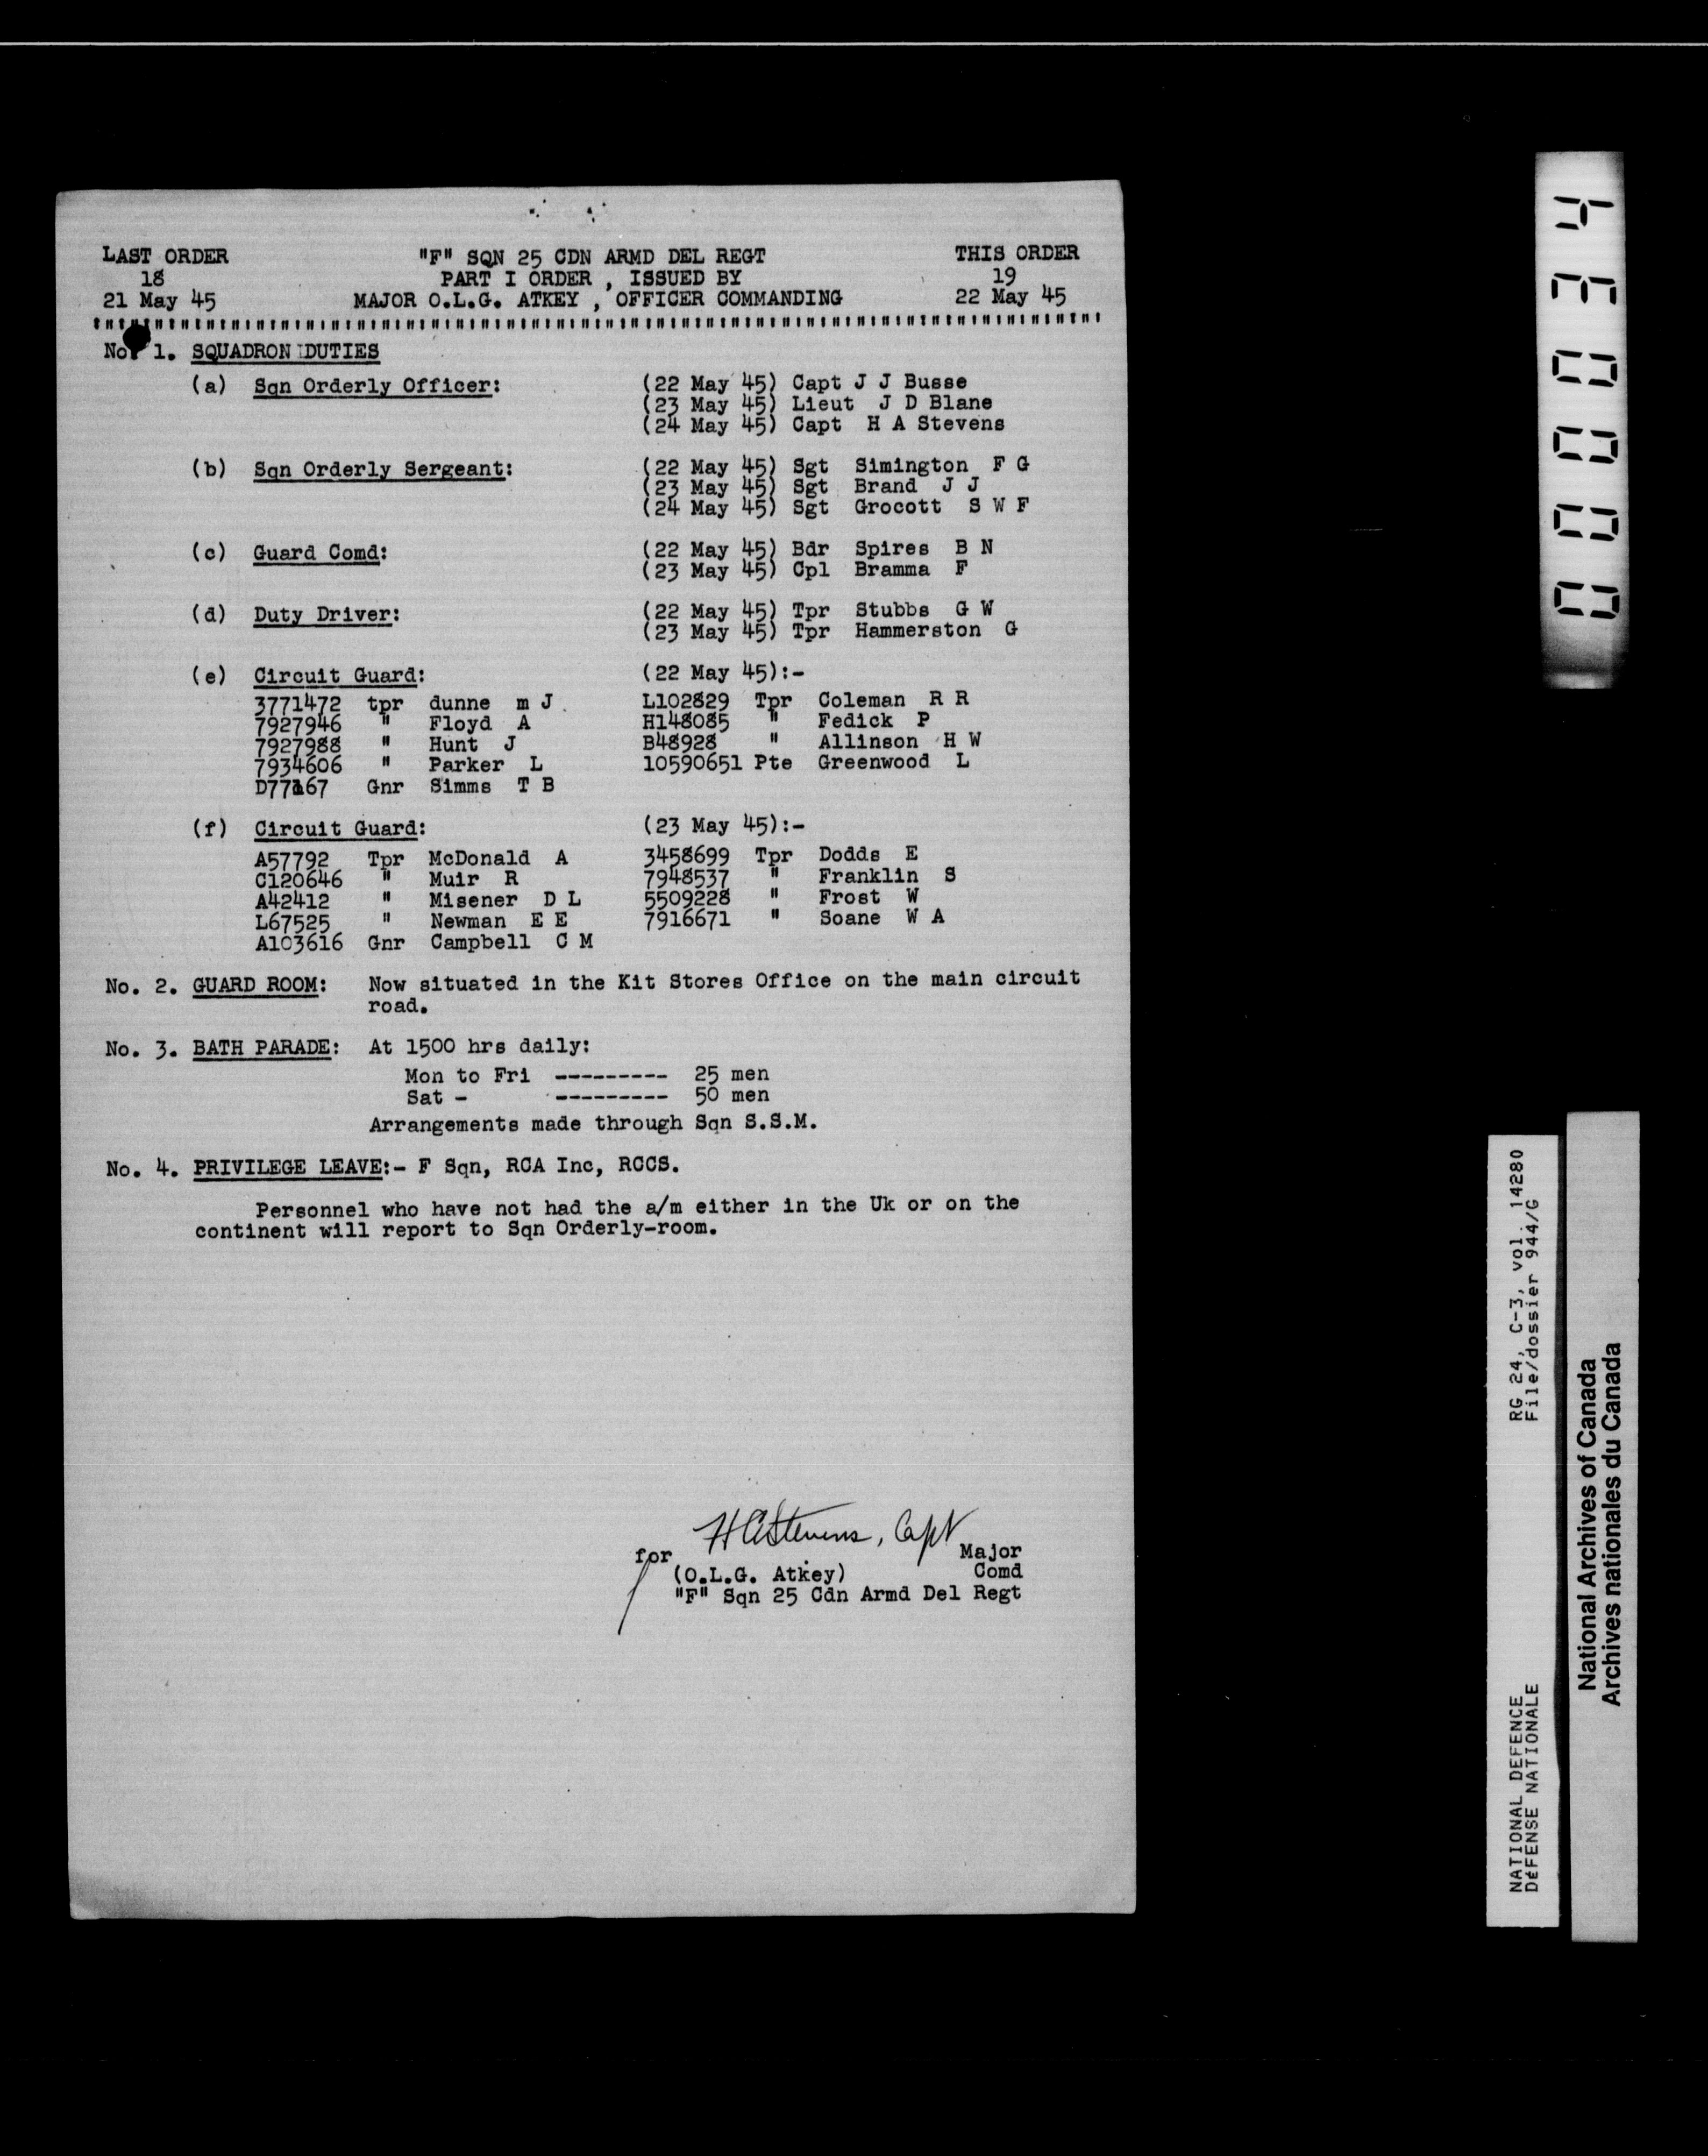 LAST ORDER "F" SQN 25 CDN ARMD DEL REGT THIS ORDER
18 PART I ORDER , ISSUED BY 19
21 May 45 MAJOR O.L.G. ATKEY , OFFICER COMMANDING 22 May 45
No. 1. SQUADRON DUTIES
(a) Sqn Orderly Officer: (22 May 45) Capt J J Busse
(23 May 45) Lieut J D Blane
(24 May 45) Capt H A Stevens
(b) Sqn Orderly Sergeant: (22 May 45) Sgt Simington F G
(23 May 45) Sgt Brand J J
(24 May 45) Sgt Grocott S W F
(c) Guard Comd: (22 May 45) Bdr Spires B N
(23 May 45) Cpl Bramma F
(d) Duty Driver: (22 May 45) Tpr Stubbs G W
(23 May 45) Tpr Hammerston G
(e) Circuit Guard: (22 May 45):-
3771472 tpr dunne m J L102829 Tpr Coleman R R
7927946 " Floyd A H148085 " Fedick P
7927988 " Hunt J B48928 " Allinson H W
7934606 " Parker L 10590651 Pte Greenwood L
Gnr Simms T B
(f) Circuit Guard: (23 May 45):-
A57792 Tpr McDonald A 3458699 Tpr Dodds E
C120646 " Muir R 7948537 " Franklin S
A42412 " Misener D L 5509228 " Frost W
L67525 " Newman E E 7916671 " Soane W A
A103616 Gnr Campbell C M
No. 2. GUARD ROOM: Now situated in the Kit Stores Office on the main circuit
road.
No. 3. BATH PARADE: At 1500 hrs daily:
Mon to Fri --------- 25 men
Sat - --------- 50 men
Arrangements made through Sqn S.S.M.
No. 4. PRIVILEGE LEAVE:- F Sqn, RCA Inc, RCCS.
Personnel who have not had the a/m either in the Uk or on the
continent will report to Sqn Orderly-room.
H A Stevens, Capt
for Major
(O.L.G. Atkey) Comd
"F" Sqn 25 Cdn Armd Del Regt
000034
NATIONAL DEFENCE RG 24, C-3, vol. 14280
DéFENSE NATIONALE File/dossier 944/G
National Archives of Canada
Archives nationales du Canada